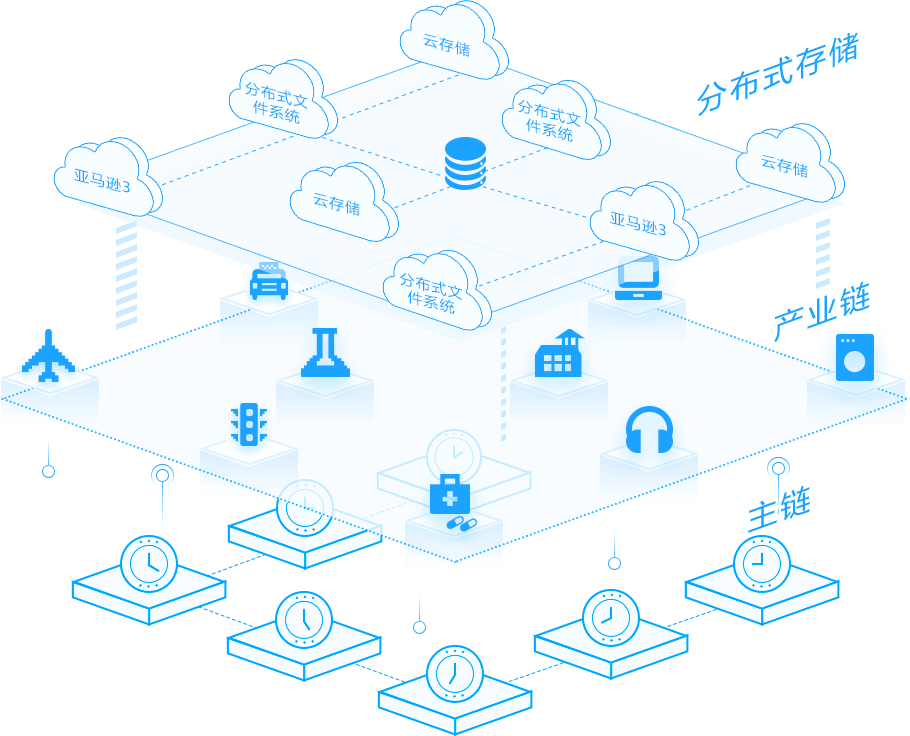 云存储
分布式存储
分布式文
件系统
分布式文
件系统
云存储
亚马逊3
云存储
亚马逊3
分布式文
件系统
产业链
主链